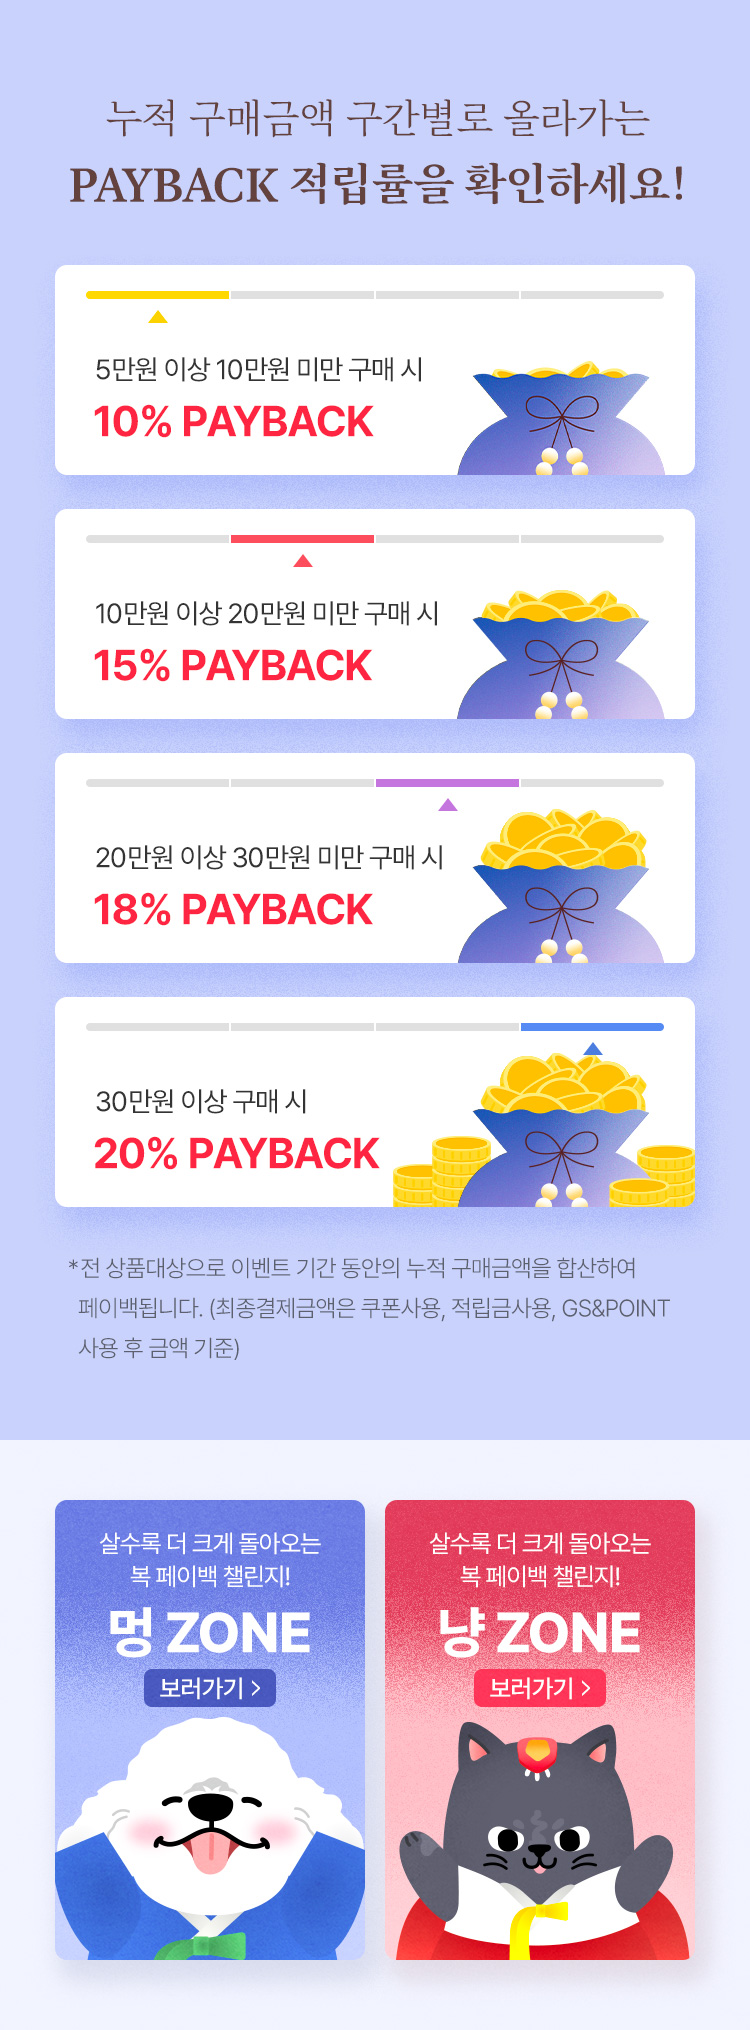 누적 구매금액 구간별로 올라가는
PAYBACK 적립률을 확인하세요!
5만원 이상 10만원 미만 구매 시
10% PAYBACK
10만원 이상 20만원 미만 구매 시
15% PAYBACK
20만원 이상 30만원 미만 구매 시
18% PAYBACK
30만원 이상 구매 시
20% PAYBACK
*전 상품대상으로 이벤트 기간 동안의 누적 구매금액을 합산하여
페이백됩니다. (최종결제금액은 쿠폰사용, 적립금사용, GS&POINT
사용 후 금액 기준)
살수록 더 크게 돌아오는
복 페이백 챌린지!
멍 ZONE
보러가기 >
살수록 더 크게 돌아오는
복 페이백 챌린지!
냥 ZONE
보러가기 >